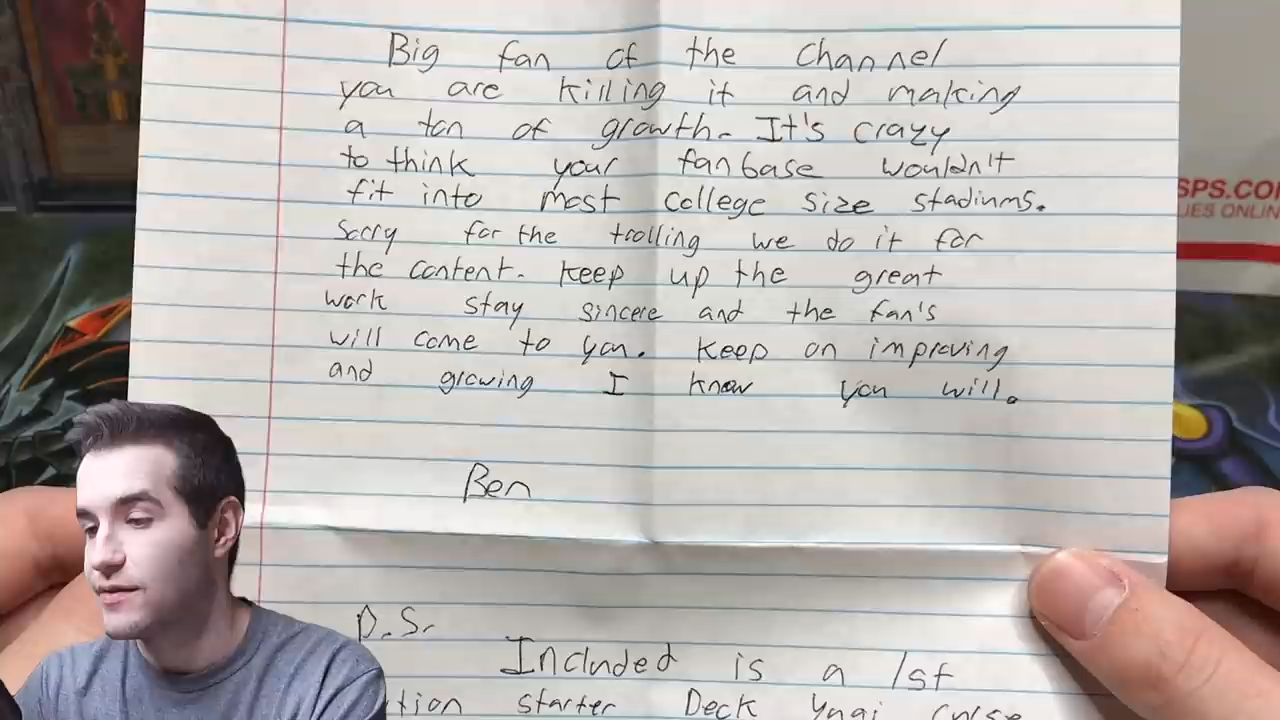 Big fan of the Channel
you are killing it and making
a ton of growth. It's crazy
to think your fanbase wouldn't
fit into most college size stadiums.
Sorry for the trolling we do it for
the content. Keep up the great
work stay sincere and the fan's
will come to you. Keep on improving
and growing I know you will.
Ben
P.S.
Included is a 1st
starter Deck Yugi
SPS.CO